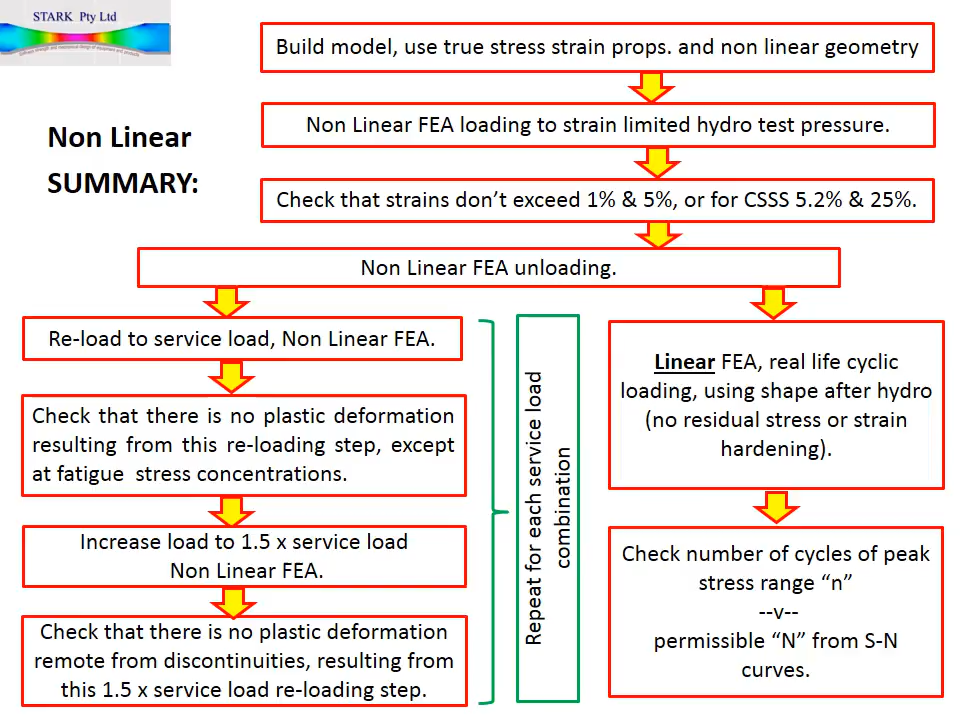 STARK Pty Ltd
Non Linear
SUMMARY:
Build model, use true stress strain props. and non linear geometry
Non Linear FEA loading to strain limited hydro test pressure.
Check that strains don’t exceed 1% & 5%, or for CSSS 5.2% & 25%.
Non Linear FEA unloading.
Re-load to service load, Non Linear FEA.
Check that there is no plastic deformation
resulting from this re-loading step, except
at fatigue stress concentrations.
Increase load to 1.5 x service load
Non Linear FEA.
Check that there is no plastic deformation
remote from discontinuities, resulting from
this 1.5 x service load re-loading step.
Repeat for each service load
combination
Linear FEA, real life cyclic
loading, using shape after hydro
(no residual stress or strain
hardening).
Check number of cycles of peak
stress range “n”
--v--
permissible “N” from S-N
curves.